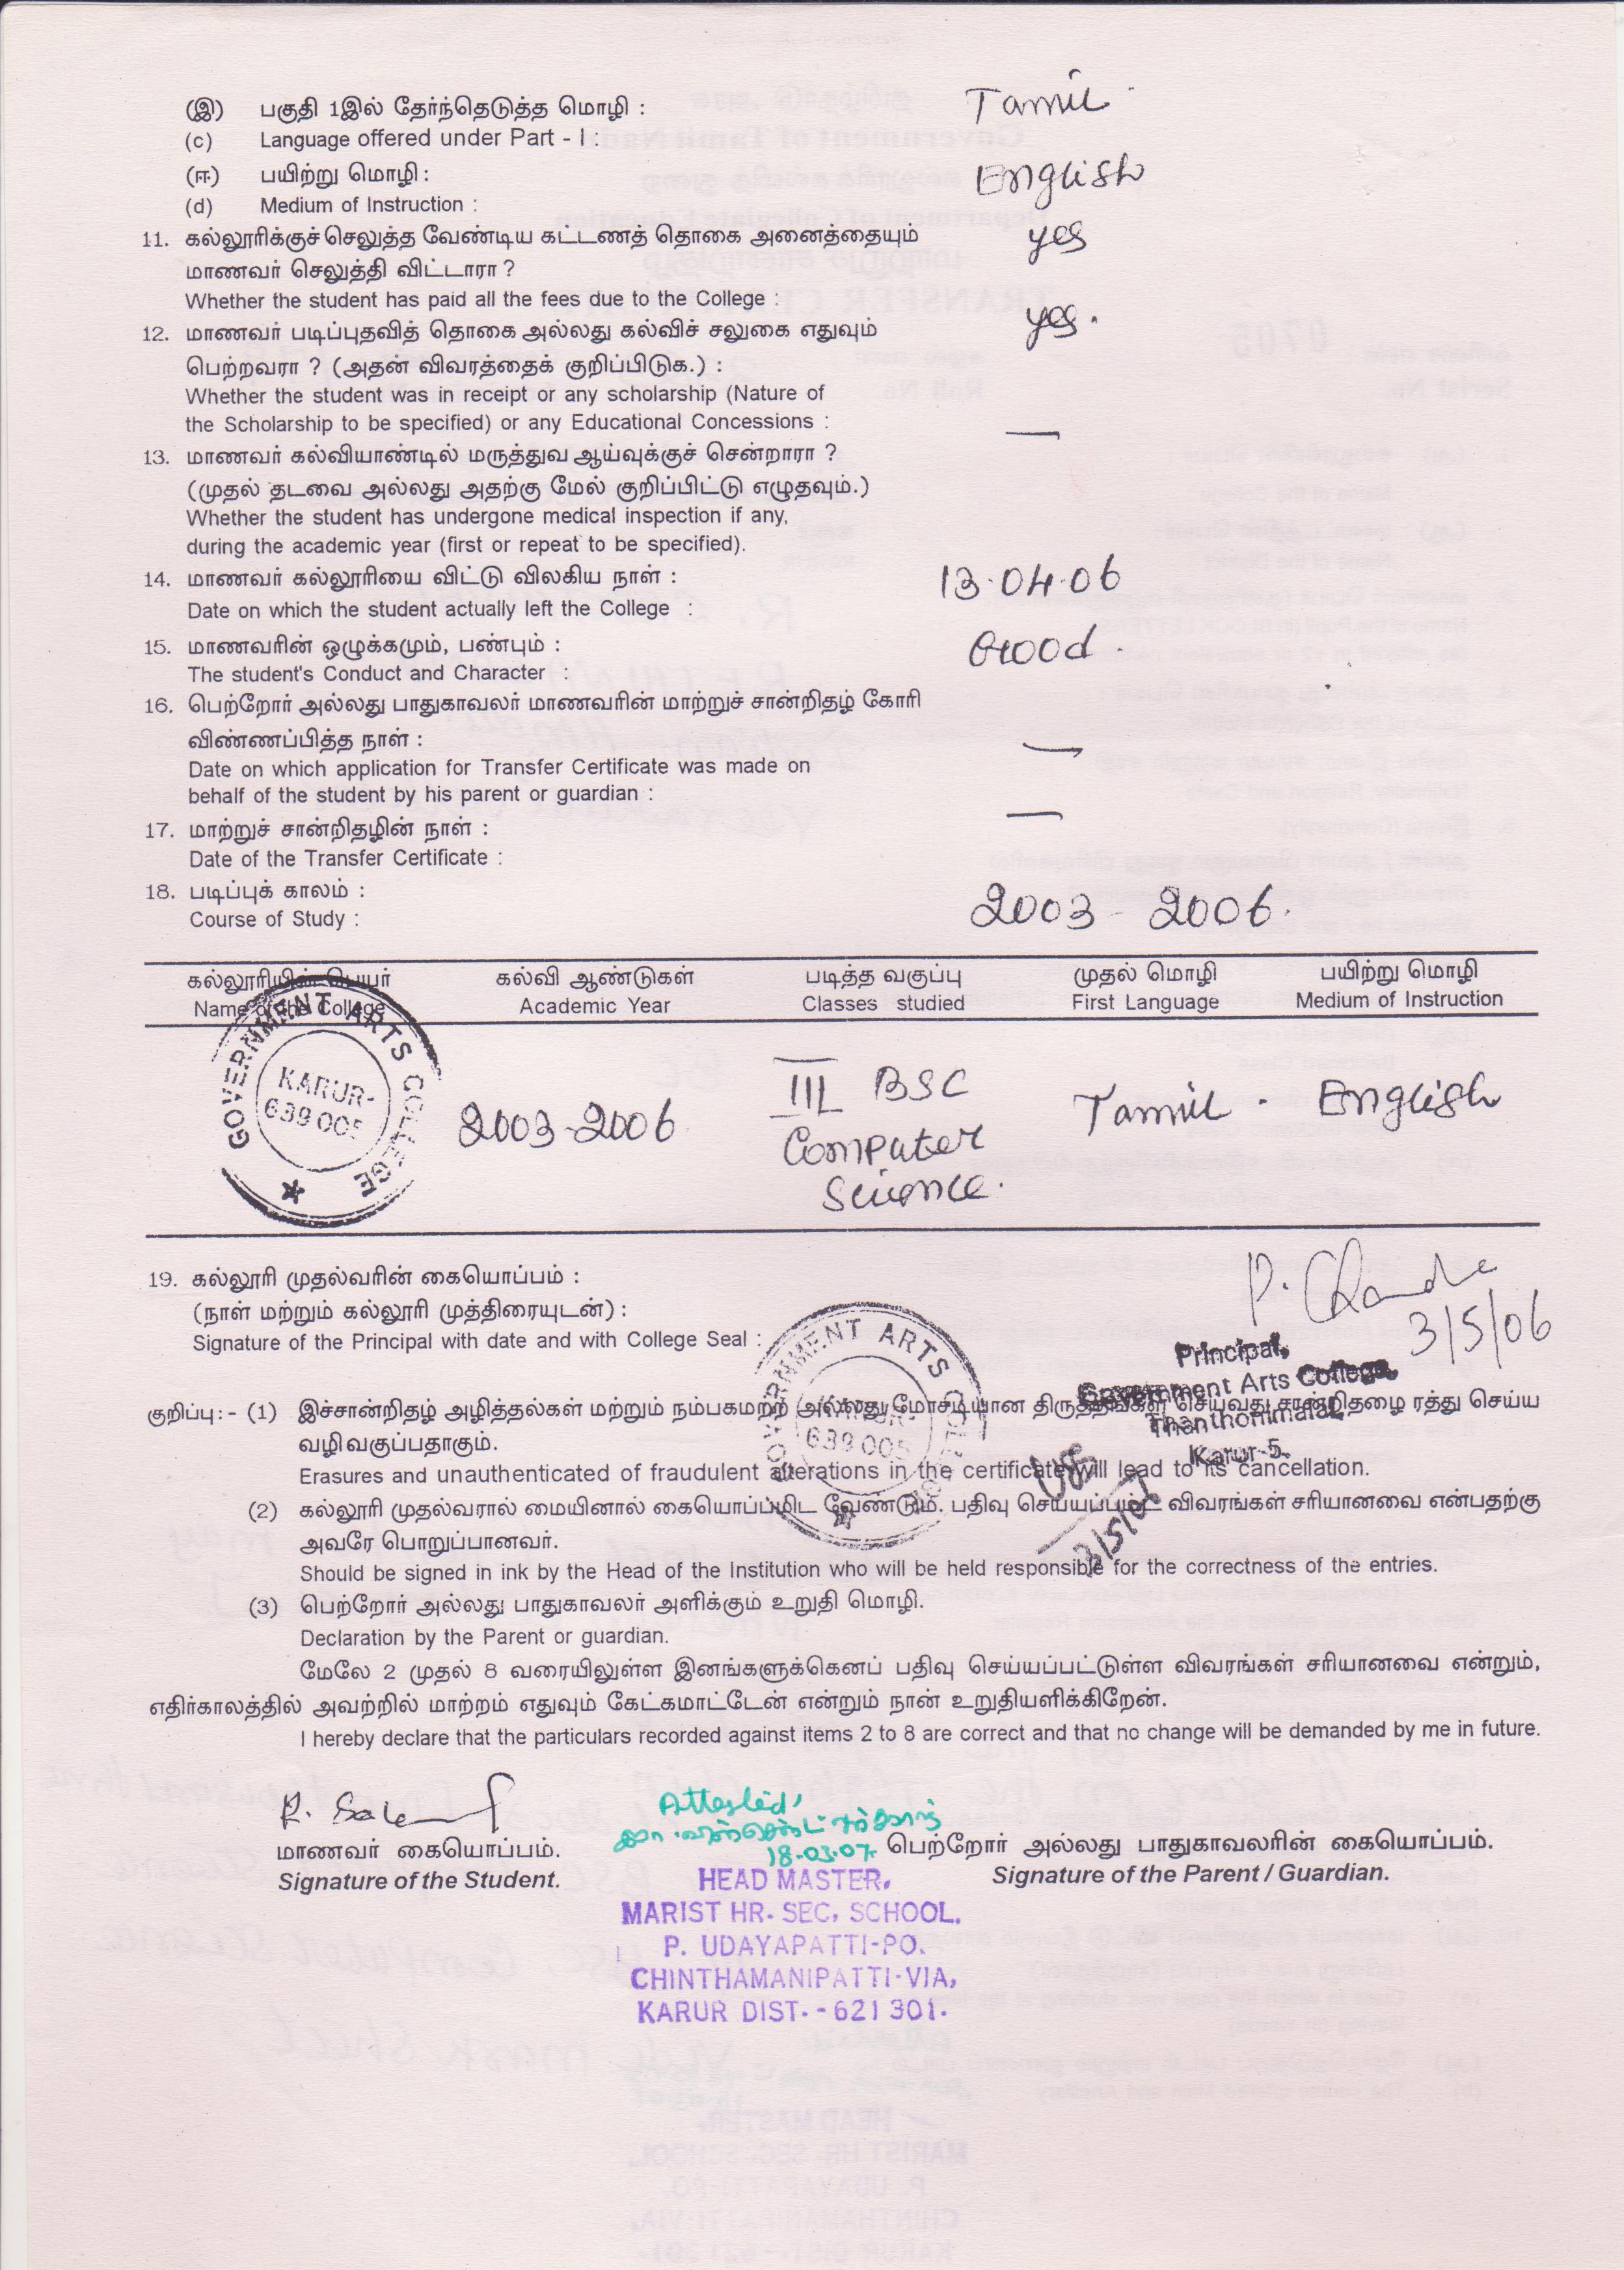 (இ) பகுதி 1இல் தேர்ந்தெடுத்த மொழி : Tamil
(c) Language offered under Part - I :
(ஈ) பயிற்று மொழி : English
(d) Medium of Instruction :
11. கல்லூரிக்குச் செலுத்த வேண்டிய கட்டணத் தொகை அனைத்தையும் yes
மாணவர் செலுத்தி விட்டாரா ?
Whether the student has paid all the fees due to the College :
12. மாணவர் படிப்புதவித் தொகை அல்லது கல்விச் சலுகை எதுவும் yes.
பெற்றவரா ? (அதன் விவரத்தைக் குறிப்பிடுக.) :
Whether the student was in receipt or any scholarship (Nature of
the Scholarship to be specified) or any Educational Concessions :
13. மாணவர் கல்வியாண்டில் மருத்துவ ஆய்வுக்குச் சென்றாரா ? —
(முதல் தடவை அல்லது அதற்கு மேல் குறிப்பிட்டு எழுதவும்.)
Whether the student has undergone medical inspection if any,
during the academic year (first or repeat to be specified).
14. மாணவர் கல்லூரியை விட்டு விலகிய நாள் : 13.04.06
Date on which the student actually left the College :
15. மாணவரின் ஒழுக்கமும், பண்பும் : Good.
The student's Conduct and Character :
16. பெற்றோர் அல்லது பாதுகாவலர் மாணவரின் மாற்றுச் சான்றிதழ் கோரி
விண்ணப்பித்த நாள் : —
Date on which application for Transfer Certificate was made on
behalf of the student by his parent or guardian :
17. மாற்றுச் சான்றிதழின் நாள் : —
Date of the Transfer Certificate :
18. படிப்புக் காலம் : 2003 - 2006.
Course of Study :
கல்லூரியின் பெயர் கல்வி ஆண்டுகள் படித்த வகுப்பு முதல் மொழி பயிற்று மொழி
Name of the College Academic Year Classes studied First Language Medium of Instruction
GOVERNMENT ARTS COLLEGE
KARUR-
639 005
2003-2006 III BSC Tamil. English
Computer
Science.
19. கல்லூரி முதல்வரின் கையொப்பம் :
(நாள் மற்றும் கல்லூரி முத்திரையுடன்) :
Signature of the Principal with date and with College Seal :
3/5/06
GOVERNMENT ARTS
639 005
Principal,
Government Arts College
Thanthonimalai,
Karur-5.
குறிப்பு :- (1) இச்சான்றிதழ் அழித்தல்கள் மற்றும் நம்பகமற்ற அல்லது மோசடியான திருத்தங்கள் செய்வது சான்றிதழை ரத்து செய்ய
வழிவகுப்பதாகும்.
Erasures and unauthenticated of fraudulent alterations in the certificate will lead to its cancellation.
(2) கல்லூரி முதல்வரால் மையினால் கையொப்பமிட வேண்டும். பதிவு செய்யப்பட்ட விவரங்கள் சரியானவை என்பதற்கு
அவரே பொறுப்பானவர்.
Should be signed in ink by the Head of the Institution who will be held responsible for the correctness of the entries.
(3) பெற்றோர் அல்லது பாதுகாவலர் அளிக்கும் உறுதி மொழி.
Declaration by the Parent or guardian.
மேலே 2 முதல் 8 வரையிலுள்ள இனங்களுக்கெனப் பதிவு செய்யப்பட்டுள்ள விவரங்கள் சரியானவை என்றும்,
எதிர்காலத்தில் அவற்றில் மாற்றம் எதுவும் கேட்கமாட்டேன் என்றும் நான் உறுதியளிக்கிறேன்.
I hereby declare that the particulars recorded against items 2 to 8 are correct and that no change will be demanded by me in future.
Attested
18.03.07.
மாணவர் கையொப்பம். பெற்றோர் அல்லது பாதுகாவலரின் கையொப்பம்.
Signature of the Student. Signature of the Parent / Guardian.
HEAD MASTER,
MARIST HR. SEC. SCHOOL,
P. UDAYAPATTI-PO.
CHINTHAMANIPATTI-VIA,
KARUR DIST. - 621 301.